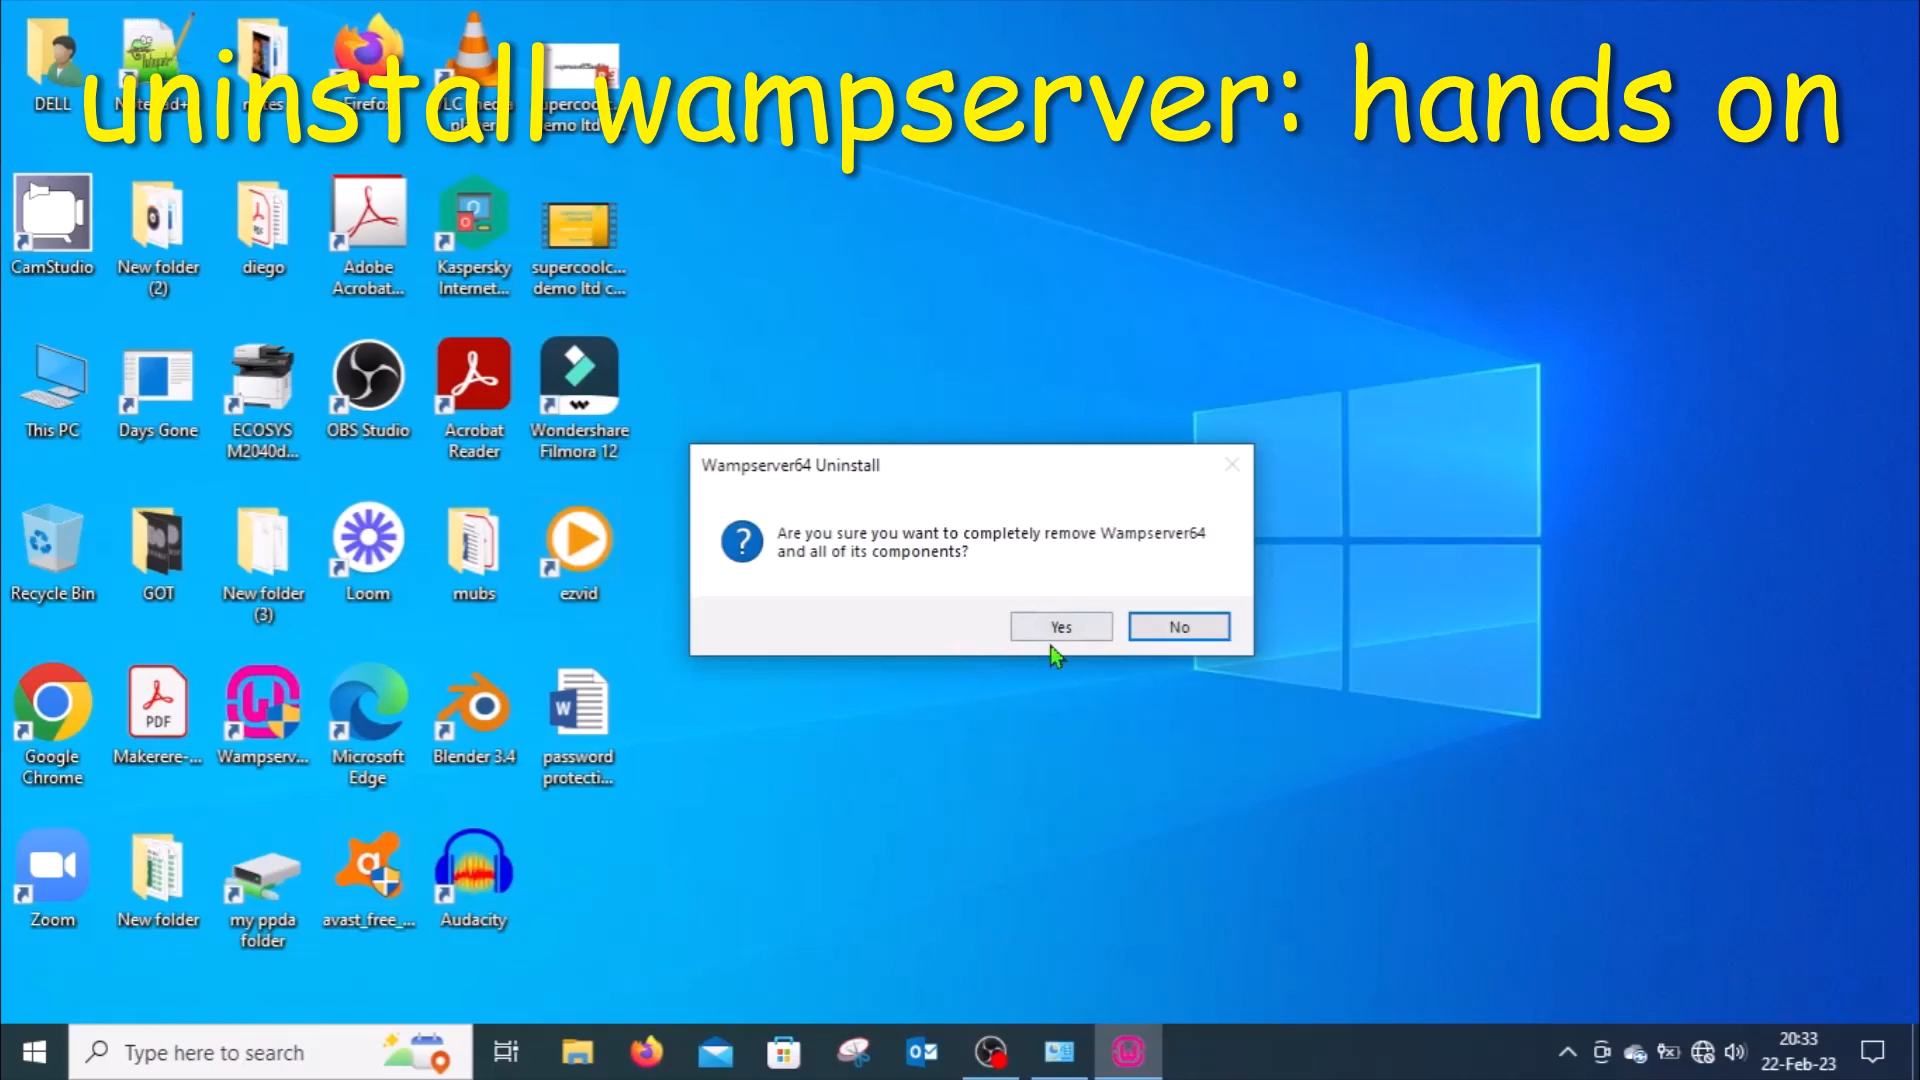 uninstall wampserver: hands on
DELL
Firefox
CamStudio
New folder
(2)
diego
Adobe
Acrobat...
Kaspersky
Internet...
supercoolc...
demo ltd c...
This PC
Days Gone
ECOSYS
M2040d...
OBS Studio
Acrobat
Reader
Wondershare
Filmora 12
Wampserver64 Uninstall
Are you sure you want to completely remove Wampserver64
and all of its components?
Yes
No
Recycle Bin
GOT
New folder
(3)
Loom
mubs
ezvid
Google
Chrome
PDF
Makerere-...
Wampserv...
Microsoft
Edge
Blender 3.4
W
password
protecti...
Zoom
New folder
my ppda
folder
avast_free_...
Audacity
Type here to search
20:33
22-Feb-23